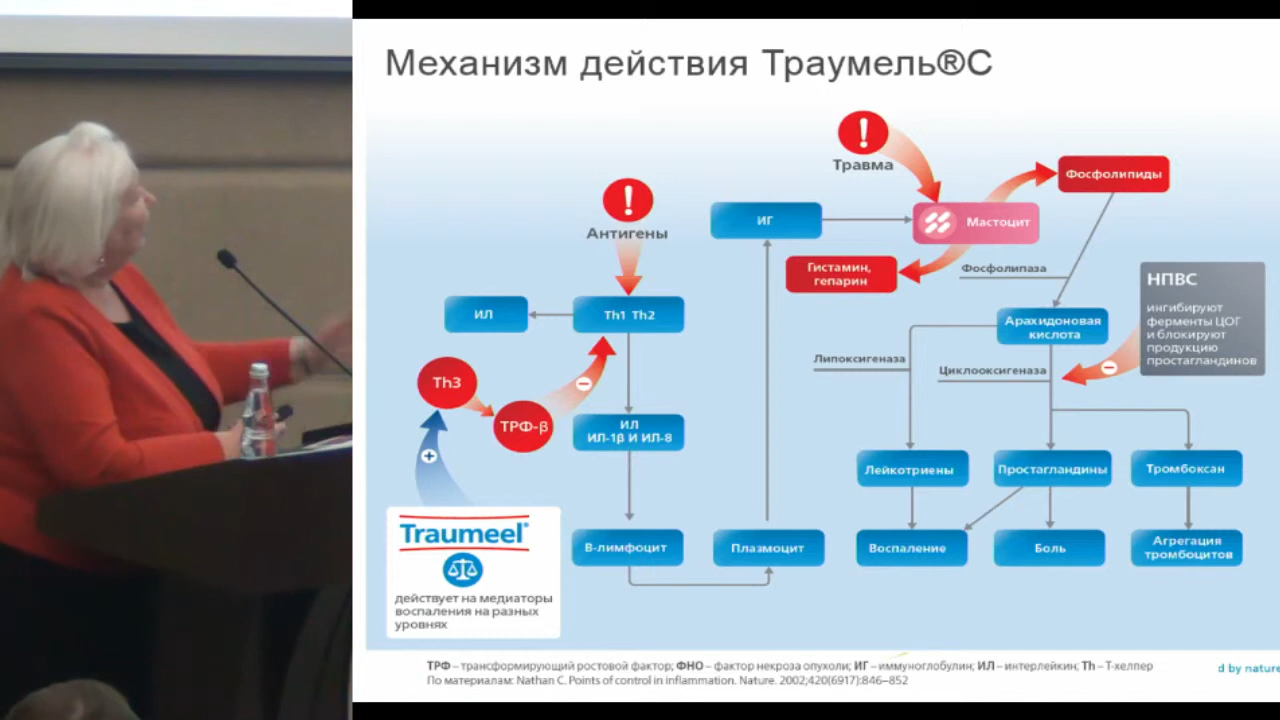 Механизм действия Траумель®С
Травма
Фосфолипиды
Антигены
ИГ
Мастоцит
Гистамин,
гепарин
Фосфолипаза
НПВС
ингибируют
ферменты ЦОГ
и блокируют
продукцию
простагландинов
ИЛ
Th1 Th2
Арахидоновая
кислота
Липоксигеназа
Циклооксигеназа
Th3
ТРФ-β
ИЛ
ИЛ-1β И ИЛ-8
Лейкотриены
Простагландины
Тромбоксан
Traumeel®
действует на медиаторы
воспаления на разных
уровнях
В-лимфоцит
Плазмоцит
Воспаление
Боль
Агрегация
тромбоцитов
ТРФ – трансформирующий ростовой фактор; ФНО – фактор некроза опухоли; ИГ – иммуноглобулин; ИЛ – интерлейкин; Th – Т-хелпер
По материалам: Nathan C. Points of control in inflammation. Nature. 2002;420(6917):846–852
d by nature